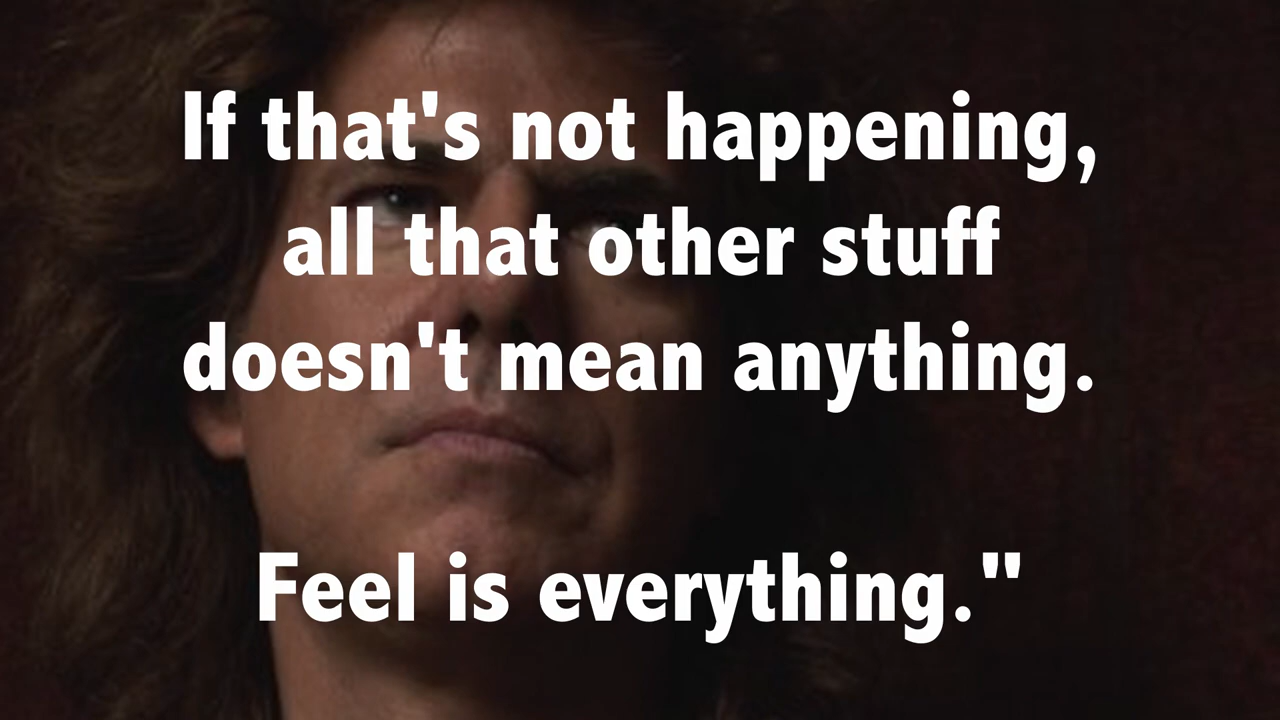 If that's not happening,
all that other stuff
doesn't mean anything.
Feel is everything."